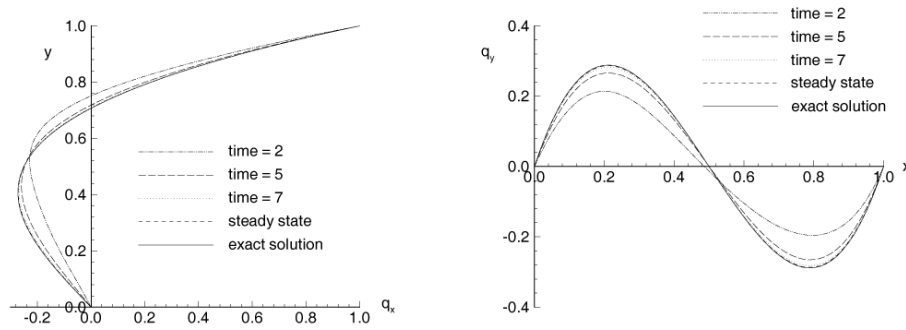 y
1.0
0.8
0.6
0.4
0.2
0.0
-0.2 0.0 0.2 0.4 0.6 0.8 1.0
q_x
time = 2
time = 5
time = 7
steady state
exact solution
q_y
0.4
0.2
0.0
-0.2
-0.4
0.0 0.2 0.4 0.6 0.8 1.0
x
time = 2
time = 5
time = 7
steady state
exact solution